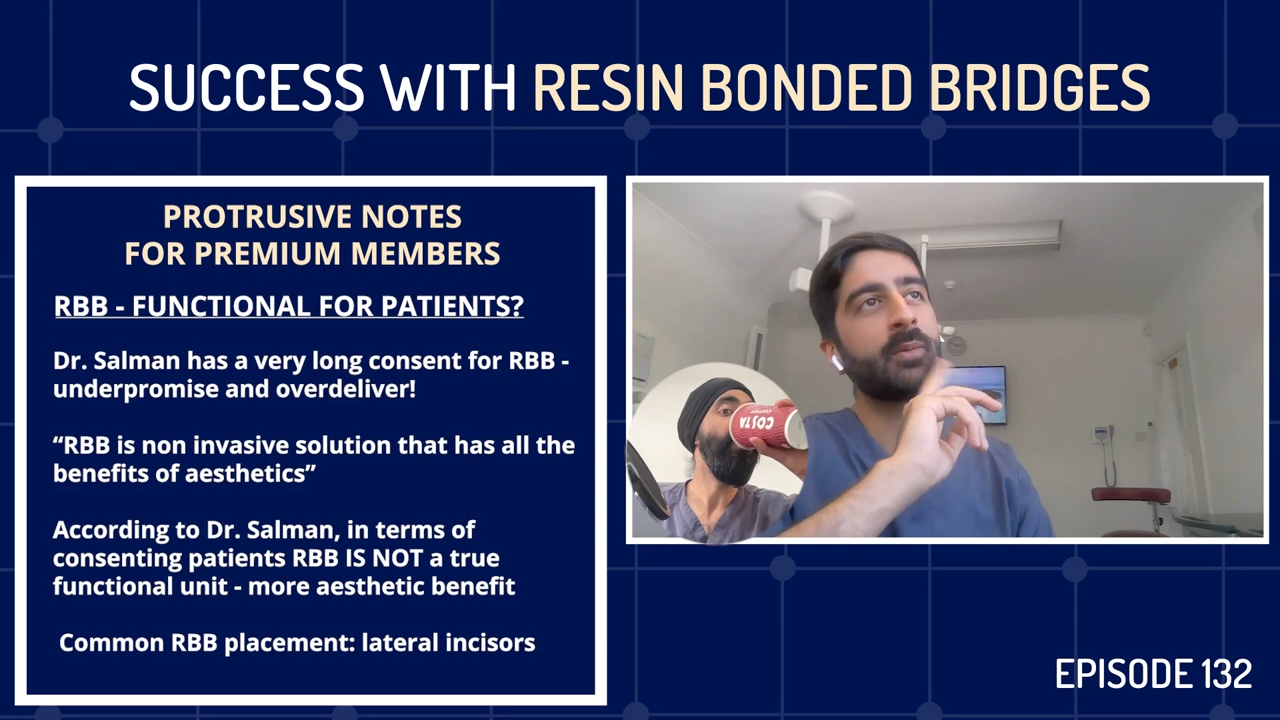 SUCCESS WITH RESIN BONDED BRIDGES
PROTRUSIVE NOTES
FOR PREMIUM MEMBERS
RBB - FUNCTIONAL FOR PATIENTS?
Dr. Salman has a very long consent for RBB -
underpromise and overdeliver!
“RBB is non invasive solution that has all the
benefits of aesthetics”
According to Dr. Salman, in terms of
consenting patients RBB IS NOT a true
functional unit - more aesthetic benefit
Common RBB placement: lateral incisors
COSTA
COFFEE
EPISODE 132